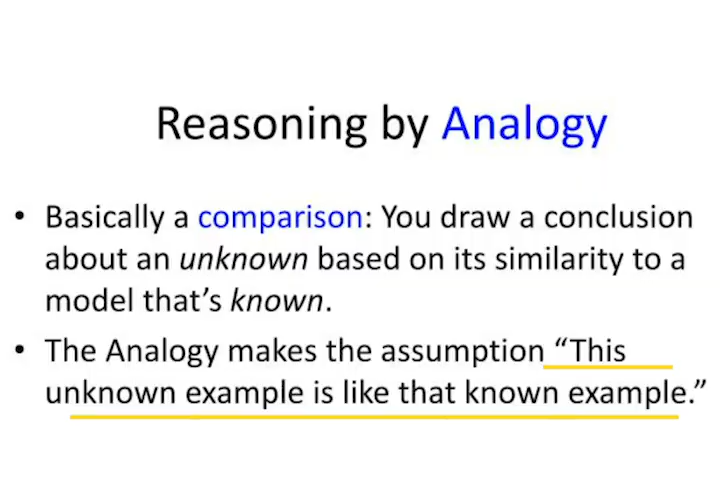 Reasoning by Analogy
• Basically a comparison: You draw a conclusion
about an unknown based on its similarity to a
model that’s known.
• The Analogy makes the assumption “This
unknown example is like that known example.”